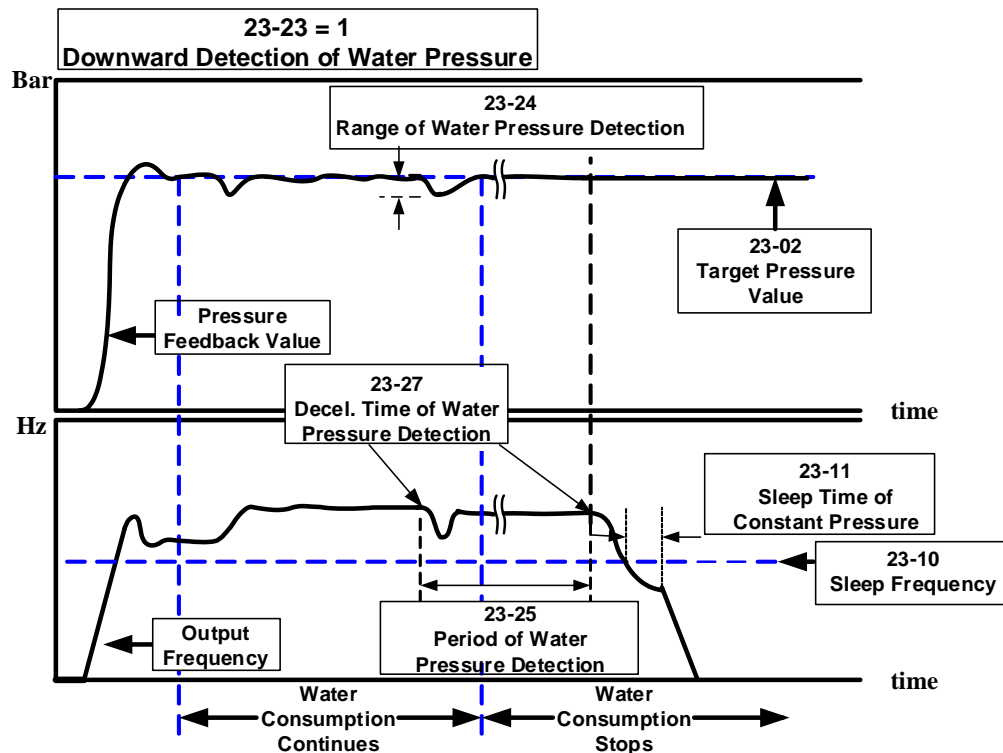 23-23 = 1
Downward Detection of Water Pressure
Bar
23-24
Range of Water Pressure Detection
23-02
Target Pressure
Value
Pressure
Feedback Value
time
Hz
23-27
Decel. Time of Water
Pressure Detection
23-11
Sleep Time of
Constant Pressure
23-10
Sleep Frequency
23-25
Period of Water
Pressure Detection
Output
Frequency
time
Water
Consumption
Continues
Water
Consumption
Stops